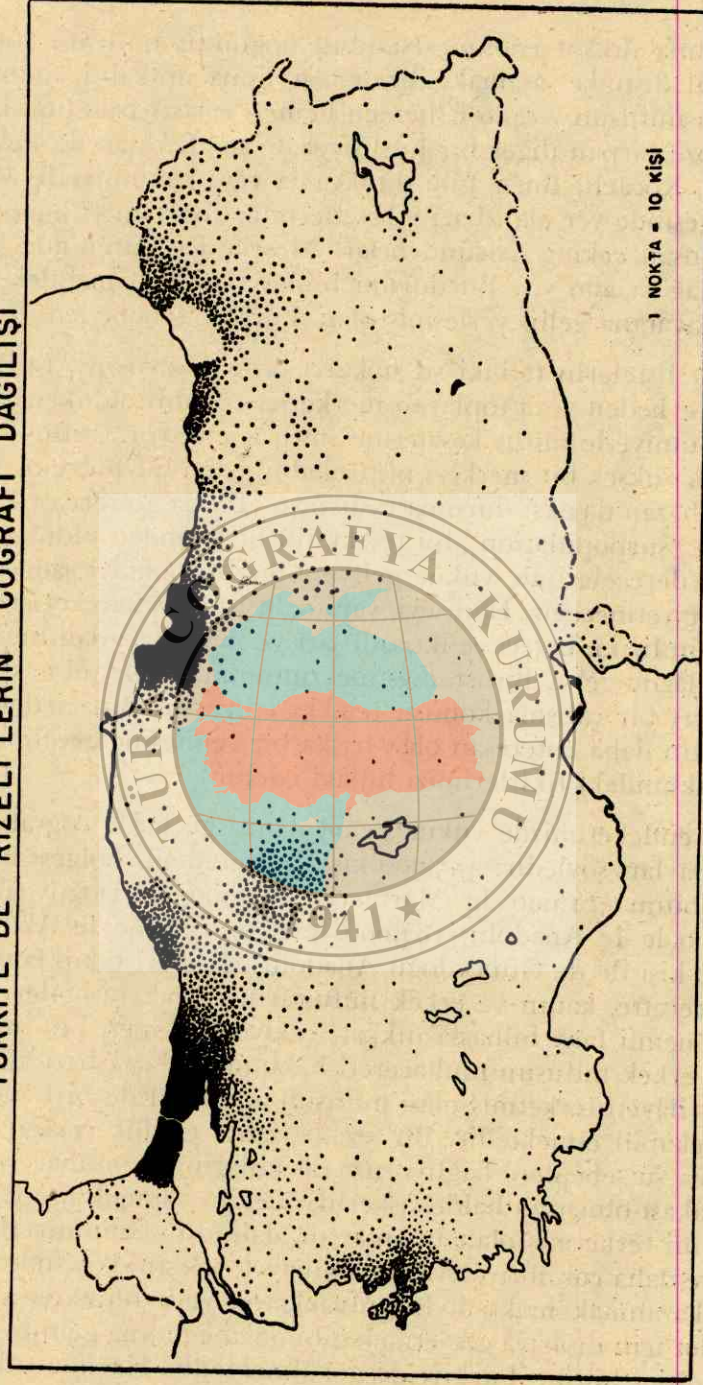 TÜRKİYE'DE RİZELİ'LERİN COĞRAFİ DAĞILIŞI
1 NOKTA = 10 KİŞİ
TÜRK COĞRAFYA KURUMU
1941